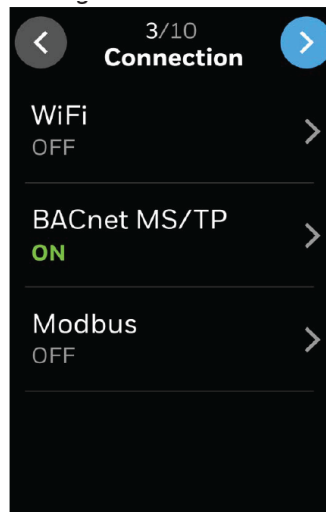 3/10
Connection
WiFi
OFF
BACnet MS/TP
ON
Modbus
OFF